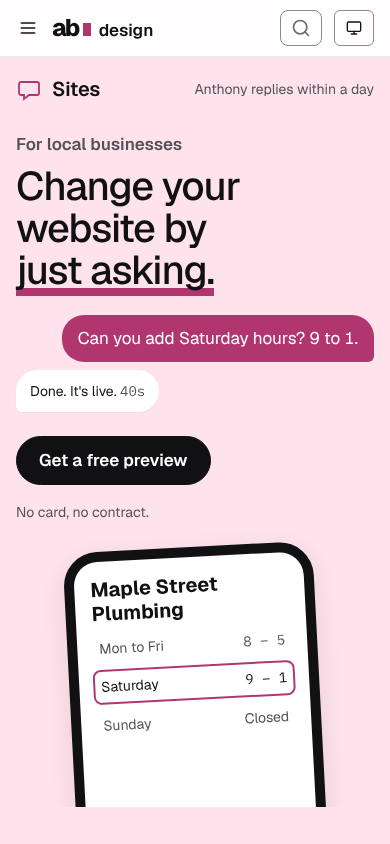 ab design
Sites
Anthony replies within a day
For local businesses
Change your
website by
just asking.
Can you add Saturday hours? 9 to 1.
Done. It's live. 40s
Get a free preview
No card, no contract.
Maple Street
Plumbing
Mon to Fri 8 – 5
Saturday 9 – 1
Sunday Closed